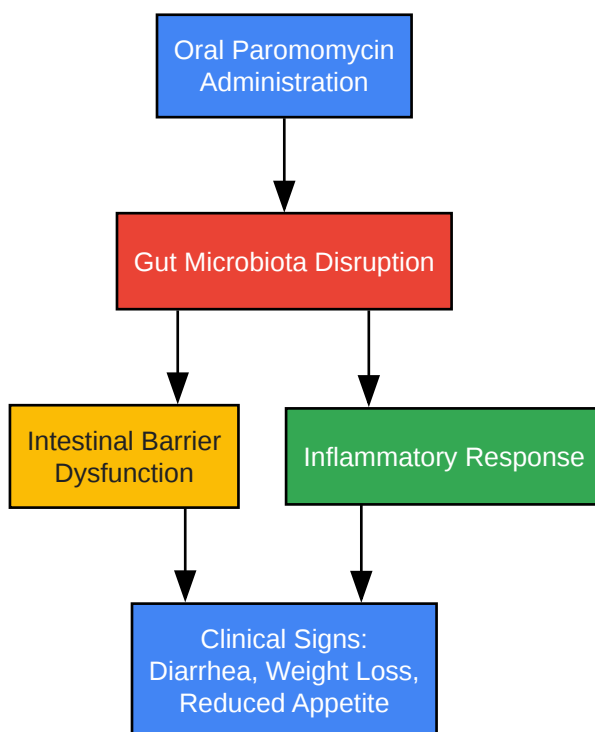 Oral Paromomycin
Administration
Gut Microbiota Disruption
Intestinal Barrier
Dysfunction
Inflammatory Response
Clinical Signs:
Diarrhea, Weight Loss,
Reduced Appetite